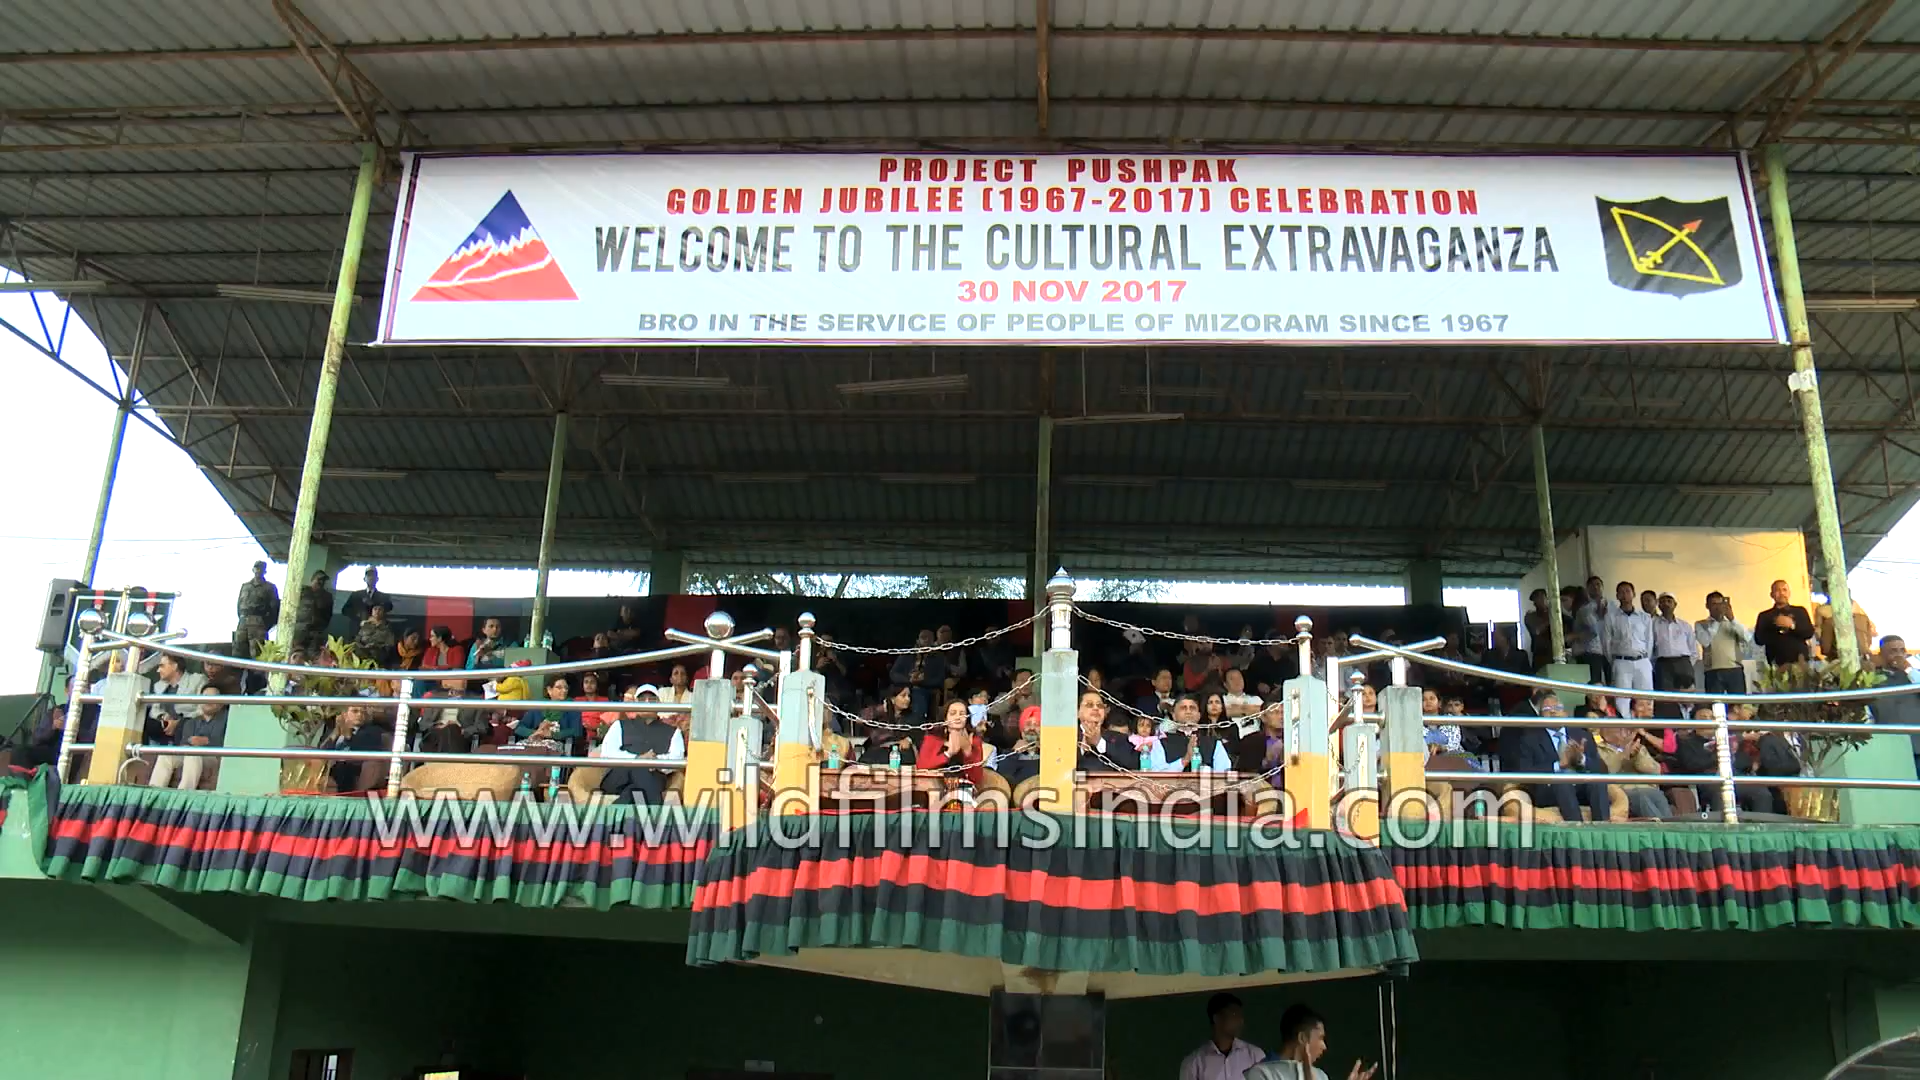 PROJECT PUSHPAK
GOLDEN JUBILEE (1967-2017) CELEBRATION
WELCOME TO THE CULTURAL EXTRAVAGANZA
30 NOV 2017
BRO IN THE SERVICE OF PEOPLE OF MIZORAM SINCE 1967
www.wildfilmsindia.com